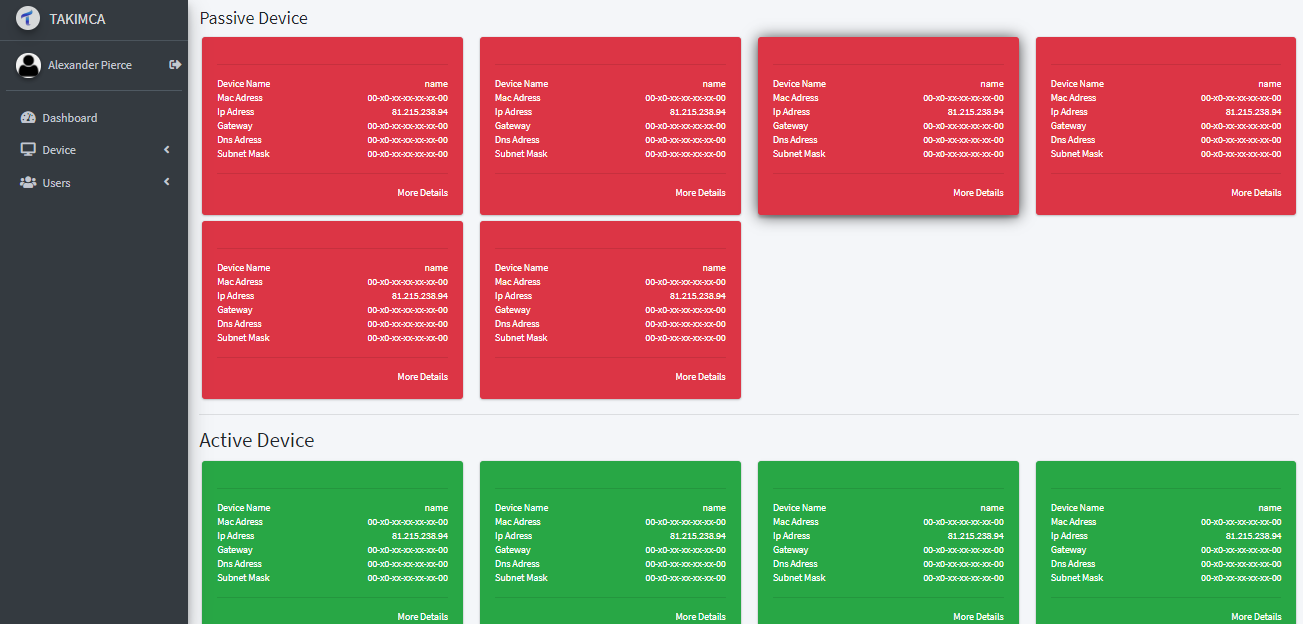 TAKIMCA
Alexander Pierce
Dashboard
Device
Users
Passive Device
Device Name name
Mac Adress 00-x0-xx-xx-xx-xx-00
Ip Adress 81.215.238.94
Gateway 00-x0-xx-xx-xx-xx-00
Dns Adress 00-x0-xx-xx-xx-xx-00
Subnet Mask 00-x0-xx-xx-xx-xx-00
More Details
Device Name name
Mac Adress 00-x0-xx-xx-xx-xx-00
Ip Adress 81.215.238.94
Gateway 00-x0-xx-xx-xx-xx-00
Dns Adress 00-x0-xx-xx-xx-xx-00
Subnet Mask 00-x0-xx-xx-xx-xx-00
More Details
Device Name name
Mac Adress 00-x0-xx-xx-xx-xx-00
Ip Adress 81.215.238.94
Gateway 00-x0-xx-xx-xx-xx-00
Dns Adress 00-x0-xx-xx-xx-xx-00
Subnet Mask 00-x0-xx-xx-xx-xx-00
More Details
Device Name name
Mac Adress 00-x0-xx-xx-xx-xx-00
Ip Adress 81.215.238.94
Gateway 00-x0-xx-xx-xx-xx-00
Dns Adress 00-x0-xx-xx-xx-xx-00
Subnet Mask 00-x0-xx-xx-xx-xx-00
More Details
Device Name name
Mac Adress 00-x0-xx-xx-xx-xx-00
Ip Adress 81.215.238.94
Gateway 00-x0-xx-xx-xx-xx-00
Dns Adress 00-x0-xx-xx-xx-xx-00
Subnet Mask 00-x0-xx-xx-xx-xx-00
More Details
Device Name name
Mac Adress 00-x0-xx-xx-xx-xx-00
Ip Adress 81.215.238.94
Gateway 00-x0-xx-xx-xx-xx-00
Dns Adress 00-x0-xx-xx-xx-xx-00
Subnet Mask 00-x0-xx-xx-xx-xx-00
More Details
Active Device
Device Name name
Mac Adress 00-x0-xx-xx-xx-xx-00
Ip Adress 81.215.238.94
Gateway 00-x0-xx-xx-xx-xx-00
Dns Adress 00-x0-xx-xx-xx-xx-00
Subnet Mask 00-x0-xx-xx-xx-xx-00
More Details
Device Name name
Mac Adress 00-x0-xx-xx-xx-xx-00
Ip Adress 81.215.238.94
Gateway 00-x0-xx-xx-xx-xx-00
Dns Adress 00-x0-xx-xx-xx-xx-00
Subnet Mask 00-x0-xx-xx-xx-xx-00
More Details
Device Name name
Mac Adress 00-x0-xx-xx-xx-xx-00
Ip Adress 81.215.238.94
Gateway 00-x0-xx-xx-xx-xx-00
Dns Adress 00-x0-xx-xx-xx-xx-00
Subnet Mask 00-x0-xx-xx-xx-xx-00
More Details
Device Name name
Mac Adress 00-x0-xx-xx-xx-xx-00
Ip Adress 81.215.238.94
Gateway 00-x0-xx-xx-xx-xx-00
Dns Adress 00-x0-xx-xx-xx-xx-00
Subnet Mask 00-x0-xx-xx-xx-xx-00
More Details